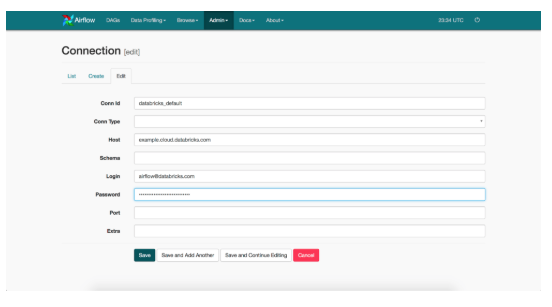 Airflow DAGs Data Profiling Browse Admin Docs About 23:34 UTC
Connection [edit]
List Create Edit
Conn Id databricks_default
Conn Type
Host example.cloud.databricks.com
Schema
Login airflow@databricks.com
Password
Port
Extra
Save Save and Add Another Save and Continue Editing Cancel